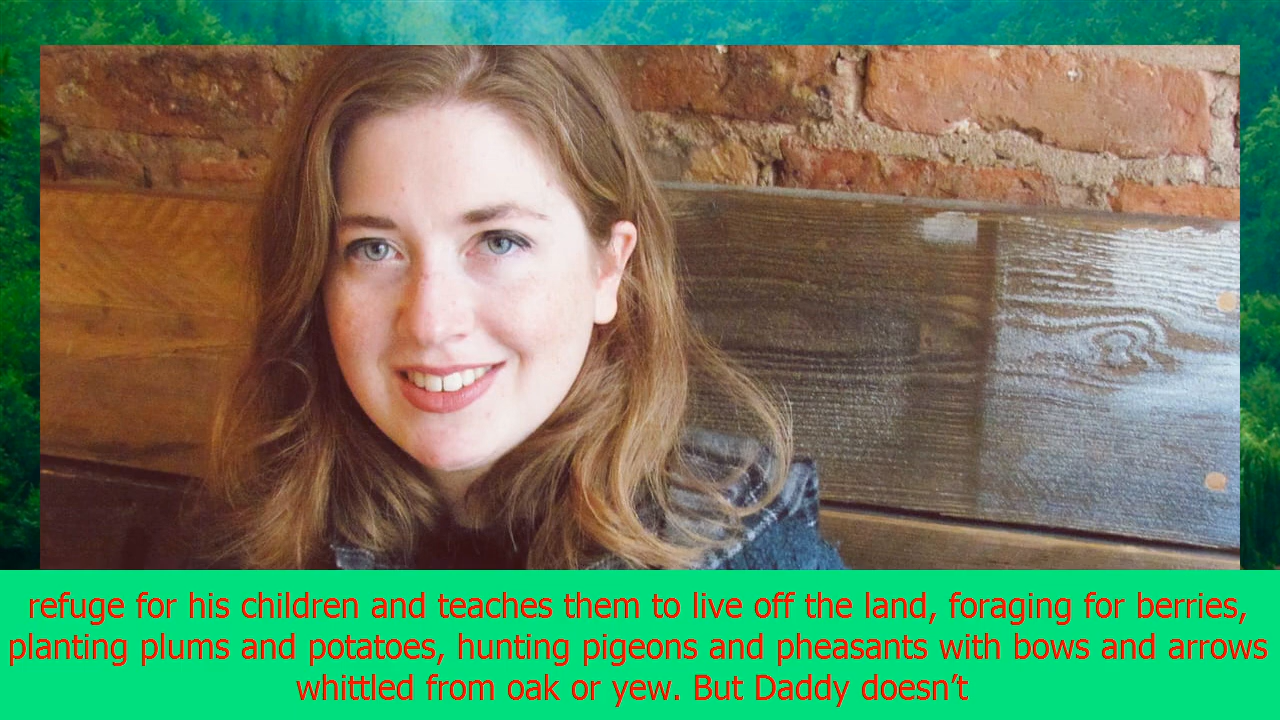 refuge for his children and teaches them to live off the land, foraging for berries,
planting plums and potatoes, hunting pigeons and pheasants with bows and arrows
whittled from oak or yew. But Daddy doesn’t